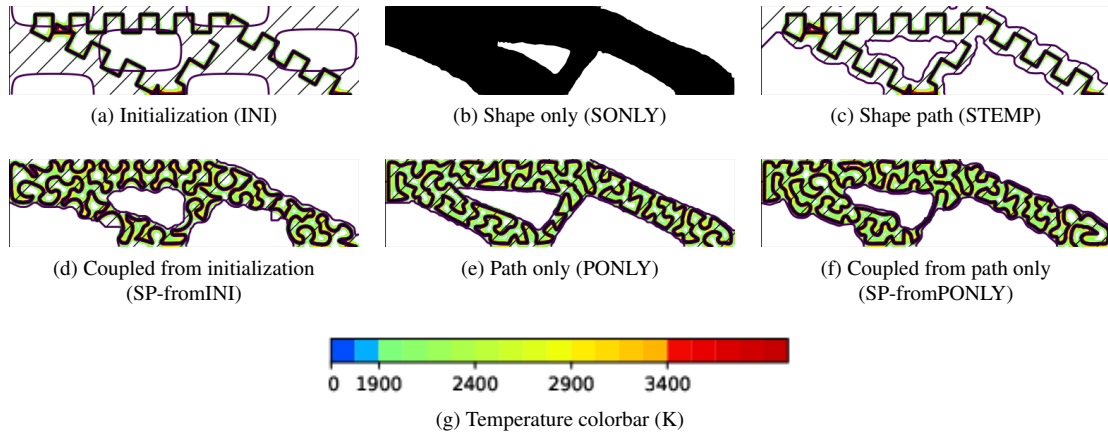 (a) Initialization (INI)
(b) Shape only (SONLY)
(c) Shape path (STEMP)
(d) Coupled from initialization
(SP-fromINI)
(e) Path only (PONLY)
(f) Coupled from path only
(SP-fromPONLY)
0 1900 2400 2900 3400
(g) Temperature colorbar (K)